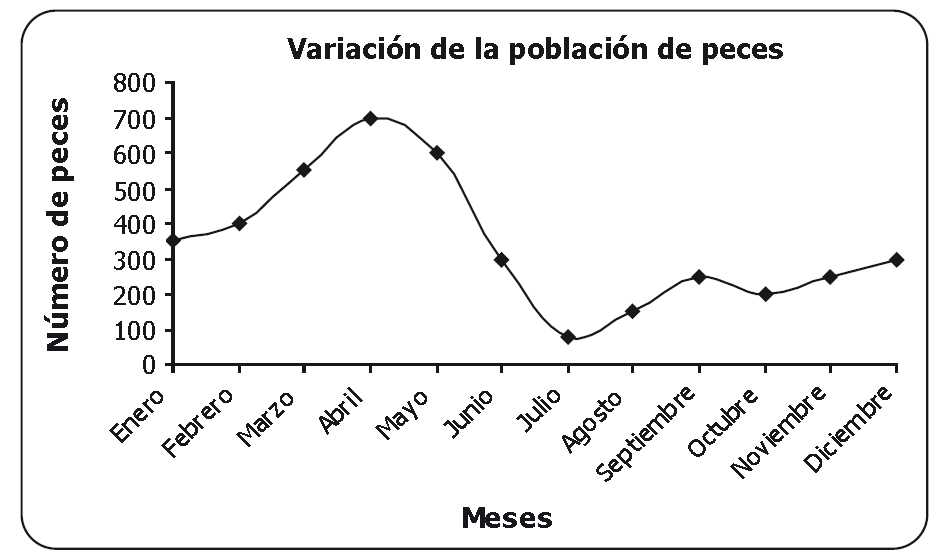 Variación de la población de peces
Número de peces
800
700
600
500
400
300
200
100
0
Enero
Febrero
Marzo
Abril
Mayo
Junio
Julio
Agosto
Septiembre
Octubre
Noviembre
Diciembre
Meses